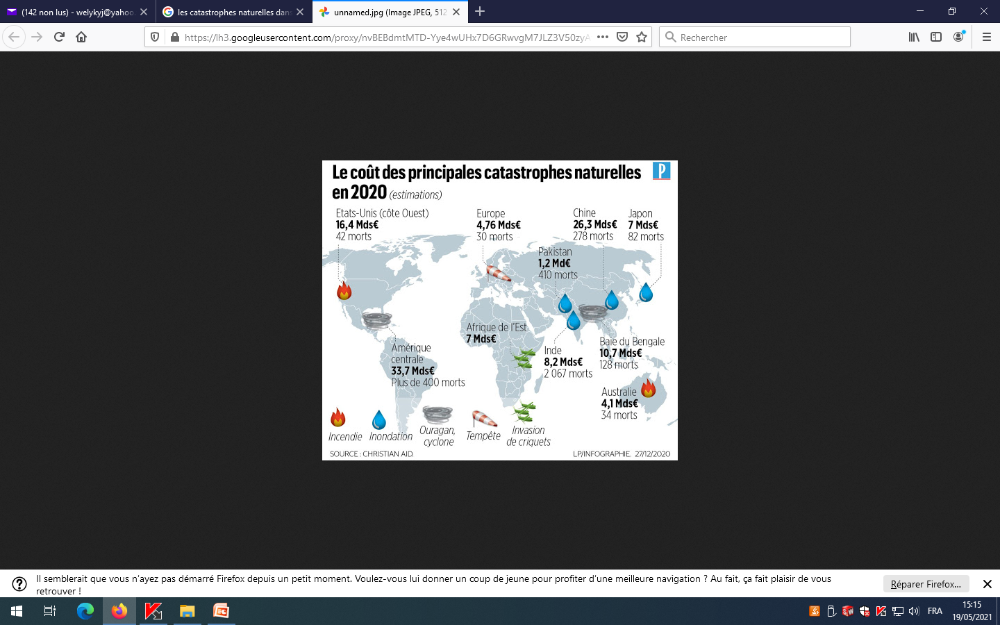 (142 non lus) - welykyj@yahoo.
les catastrophes naturelles dans
unnamed.jpg (Image JPEG, 512
https://lh3.googleusercontent.com/proxy/nvBEBdmtMTD-Yye4wUHx7D6GRwvgM7JLZ3V50zyA
Rechercher
Le coût des principales catastrophes naturelles
en 2020 (estimations)
P
Etats-Unis (côte Ouest)
16,4 Mds€
42 morts
Europe
4,76 Mds€
30 morts
Chine
26,3 Mds€
278 morts
Japon
7 Mds€
82 morts
Pakistan
1,2 Md€
410 morts
Afrique de l'Est
7 Mds€
Amérique
centrale
33,7 Mds€
Plus de 400 morts
Inde
8,2 Mds€
2 067 morts
Baie du Bengale
10,7 Mds€
128 morts
Australie
4,1 Mds€
34 morts
Incendie
Inondation
Ouragan,
cyclone
Tempête
Invasion
de criquets
SOURCE : CHRISTIAN AID.
LP/INFOGRAPHIE. 27/12/2020
Il semblerait que vous n'ayez pas démarré Firefox depuis un petit moment. Voulez-vous lui donner un coup de jeune pour profiter d'une meilleure navigation ? Au fait, ça fait plaisir de vous
retrouver !
Réparer Firefox...
FRA
15:15
19/05/2021